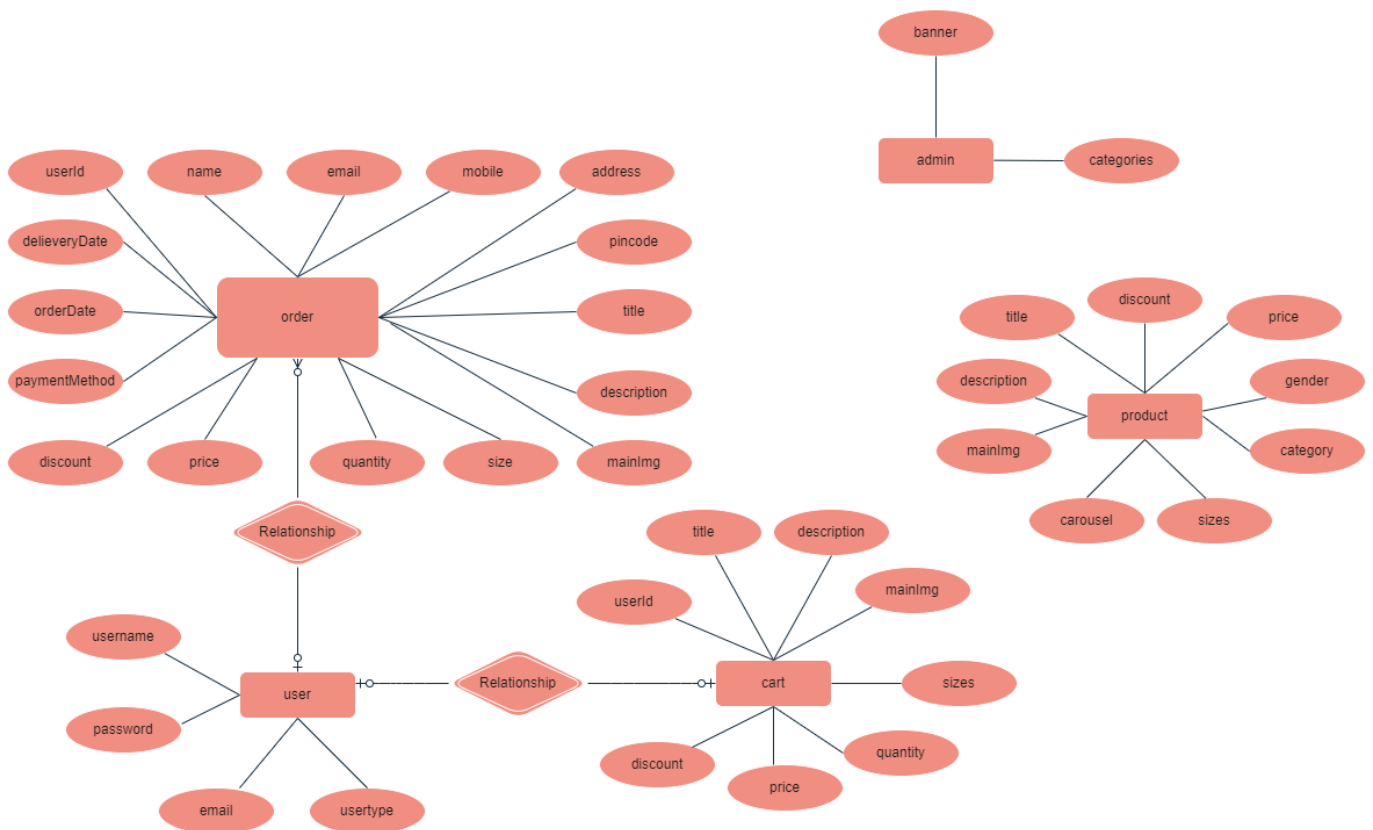 banner
admin
categories
userId
name
email
mobile
address
delieveryDate
pincode
orderDate
order
title
paymentMethod
description
discount
price
quantity
size
mainImg
title
discount
price
description
gender
product
mainImg
category
carousel
sizes
Relationship
title
description
userId
mainImg
username
user
Relationship
cart
sizes
password
discount
price
quantity
email
usertype